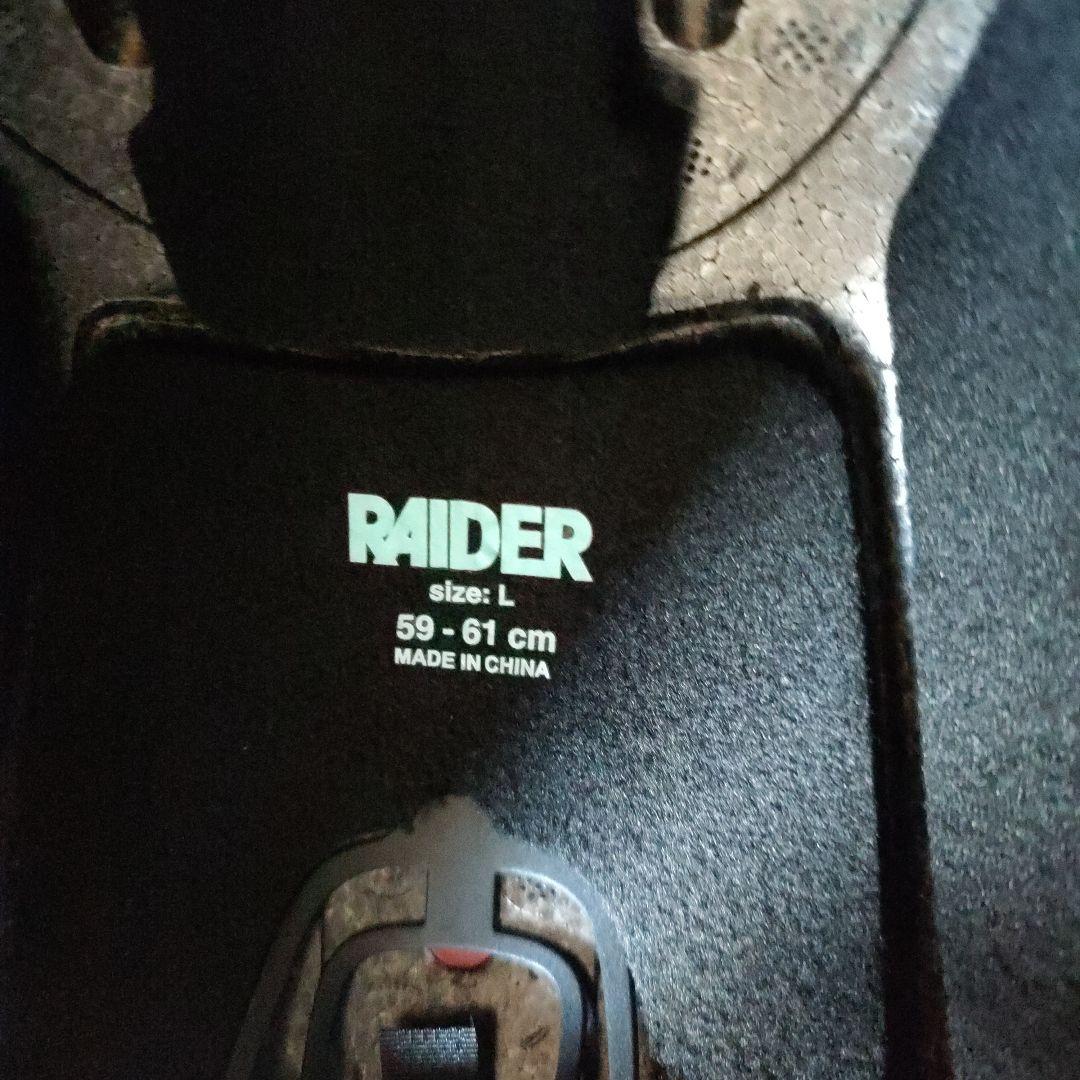 RAIDER
size: L
59 - 61 cm
MADE IN CHINA